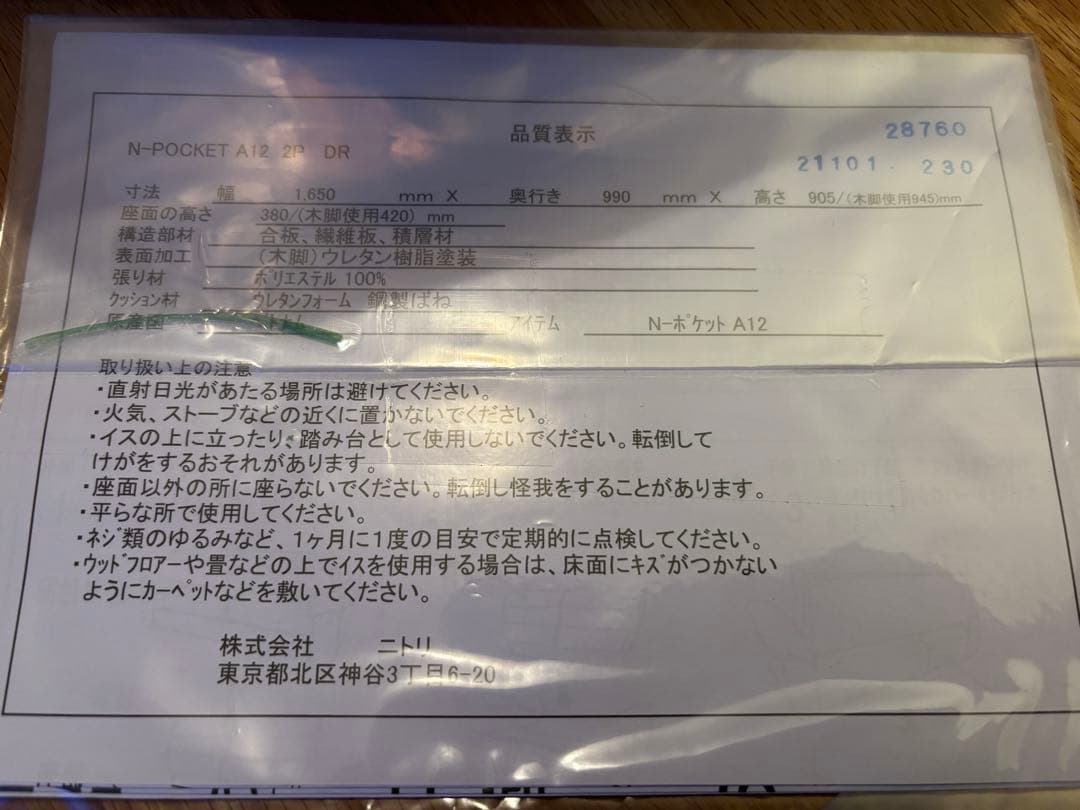 品質表示
28760
N-POCKET A12 2P DR
21101. 230
寸法 幅 1,650 mm X 奥行き 990 mm X 高さ 905/(木脚使用945)mm
座面の高さ 380/(木脚使用420) mm
構造部材 合板、繊維板、積層材
表面加工 (木脚)ウレタン樹脂塗装
張り材 ポリエステル 100%
クッション材 ウレタンフォーム 鋼製ばね
原産国 アイテム N-ポケット A12
取り扱い上の注意
・直射日光があたる場所は避けてください。
・火気、ストーブなどの近くに置かないでください。
・イスの上に立ったり、踏み台として使用しないでください。転倒して
けがをするおそれがあります。
・座面以外の所に座らないでください。転倒し怪我をすることがあります。
・平らな所で使用してください。
・ネジ類のゆるみなど、1ヶ月に1度の目安で定期的に点検してください。
・ウッドフロアーや畳などの上でイスを使用する場合は、床面にキズがつかない
ようにカーペットなどを敷いてください。
株式会社 ニトリ
東京都北区神谷3丁目6-20